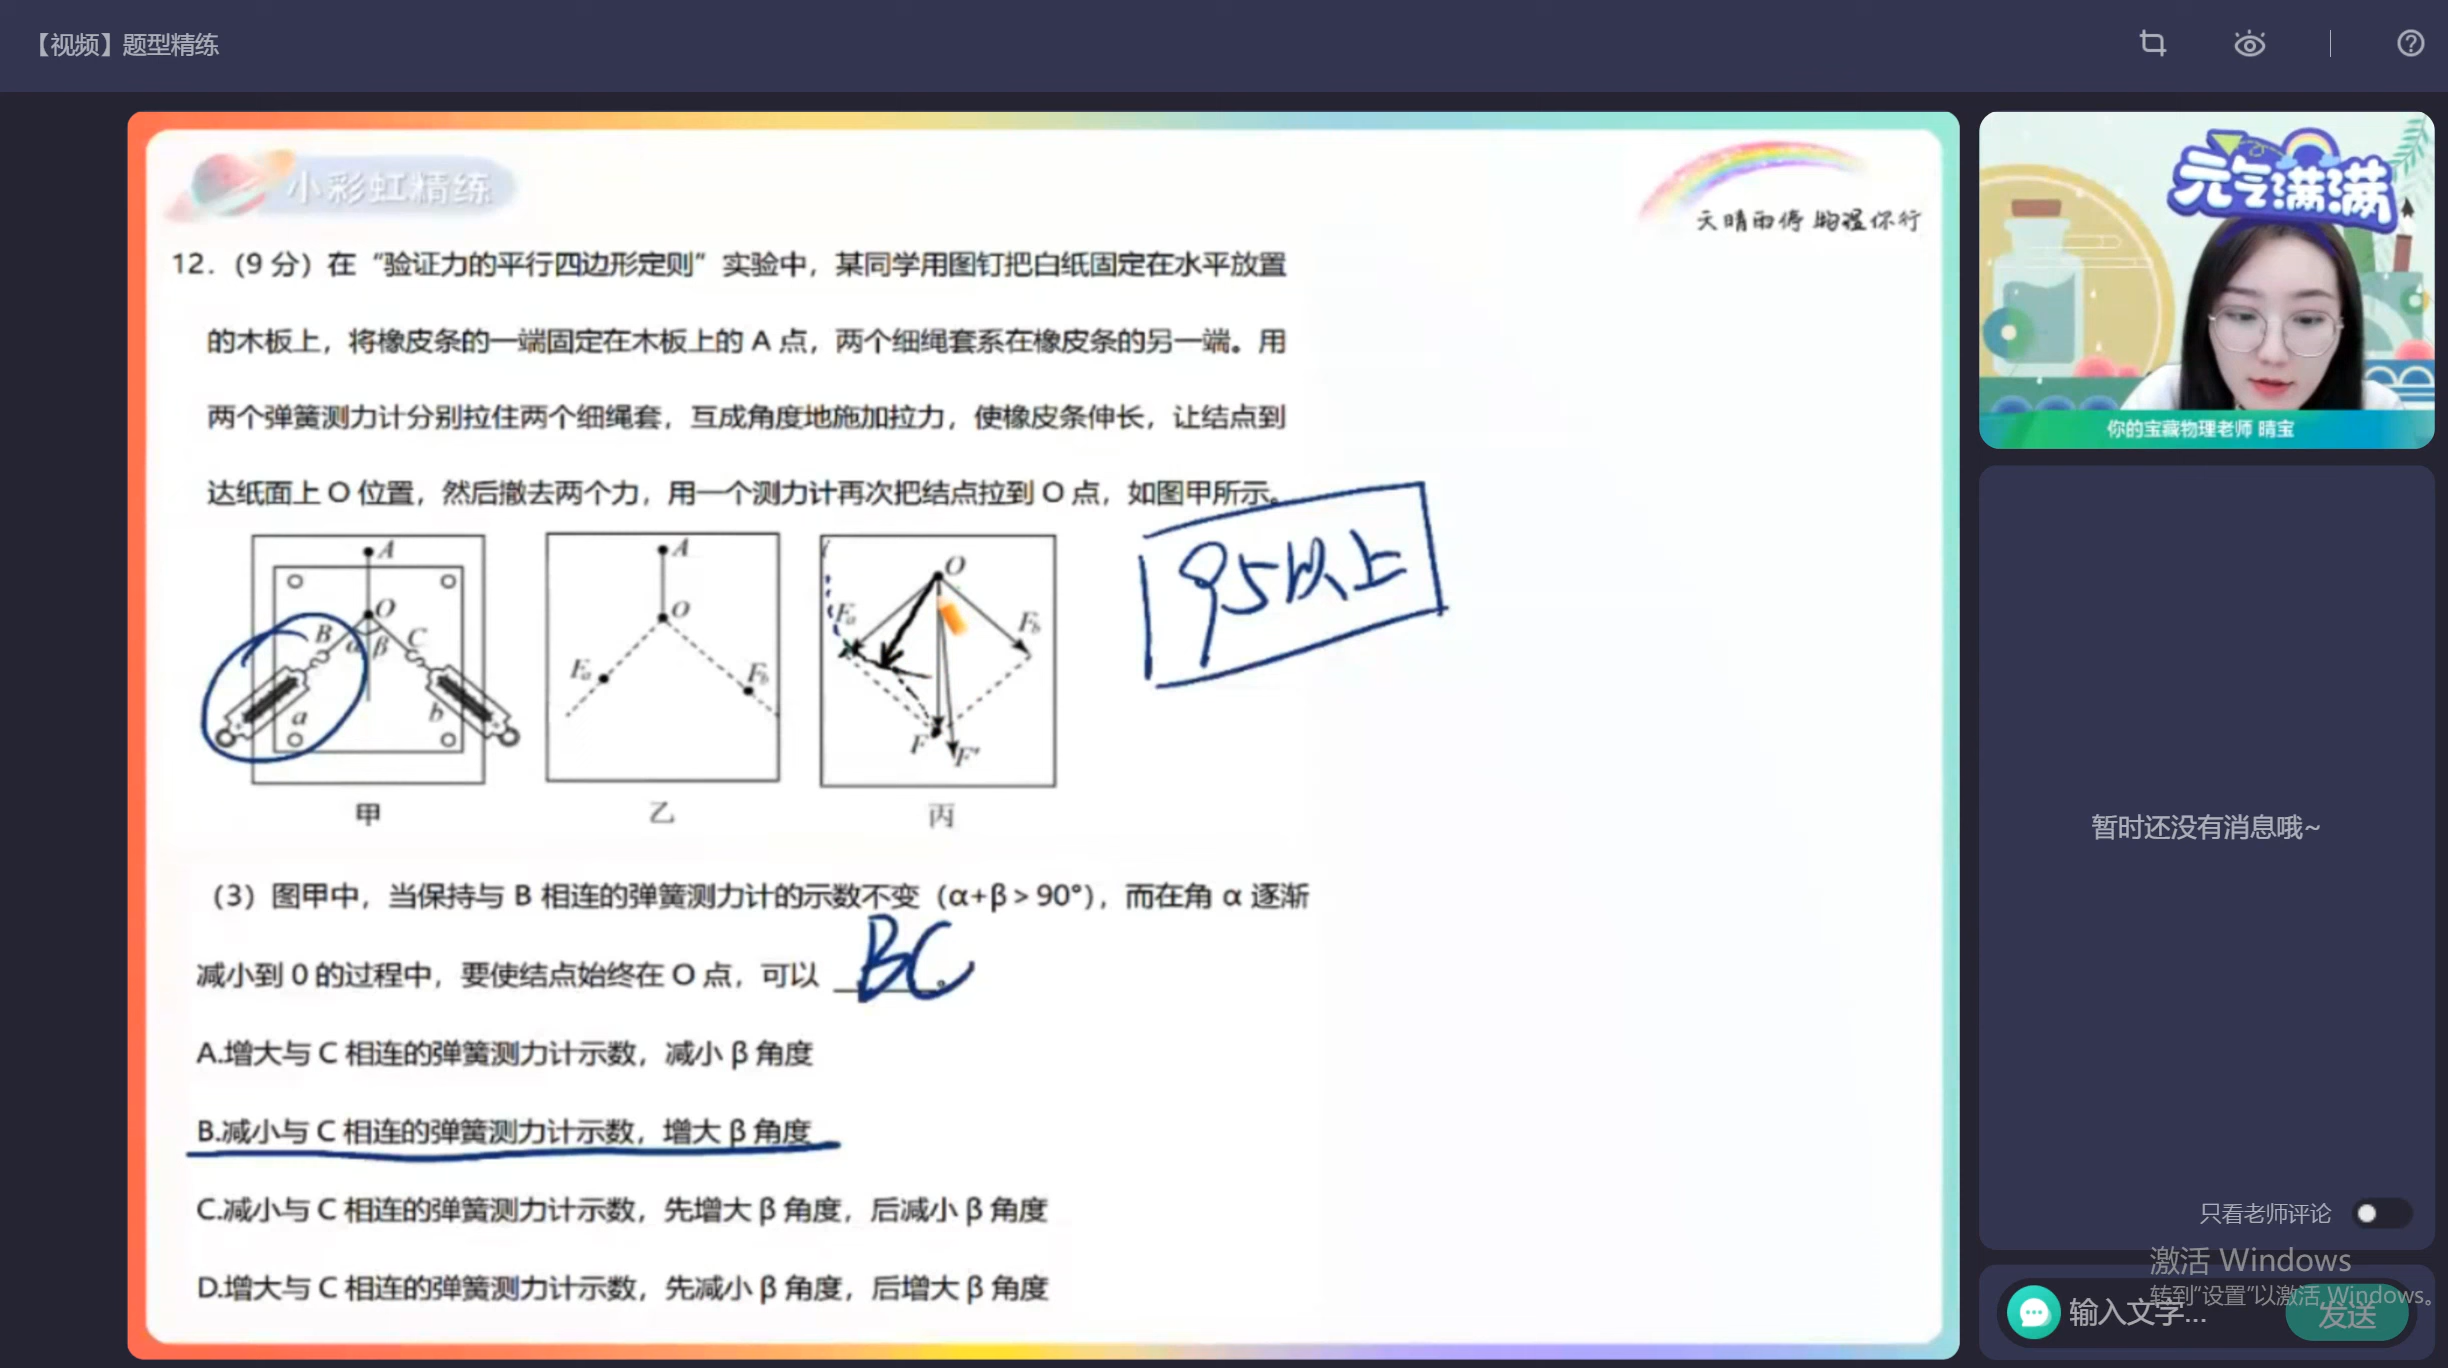 【视频】题型精练
小彩虹精练
天晴雨停 物理你行
12.(9 分)在“验证力的平行四边形定则”实验中，某同学用图钉把白纸固定在水平放置
的木板上，将橡皮条的一端固定在木板上的 A 点，两个细绳套系在橡皮条的另一端。用
两个弹簧测力计分别拉住两个细绳套，互成角度地施加拉力，使橡皮条伸长，让结点到
达纸面上 O 位置，然后撤去两个力，用一个测力计再次把结点拉到 O 点，如图甲所示。
95以上
A
O
B
C
α
β
a
b
甲
A
O
Fa
Fb
乙
O
Fa
Fb
F
F'
丙
(3) 图甲中，当保持与 B 相连的弹簧测力计的示数不变（α+β＞90°），而在角 α 逐渐
减小到 0 的过程中，要使结点始终在 O 点，可以 BC 。
A.增大与 C 相连的弹簧测力计示数，减小 β 角度
B.减小与 C 相连的弹簧测力计示数，增大 β 角度
C.减小与 C 相连的弹簧测力计示数，先增大 β 角度，后减小 β 角度
D.增大与 C 相连的弹簧测力计示数，先减小 β 角度，后增大 β 角度
元气满满
你的宝藏物理老师 晴宝
暂时还没有消息哦~
只看老师评论
激活 Windows
转到“设置”以激活 Windows。
输入文字...
发送